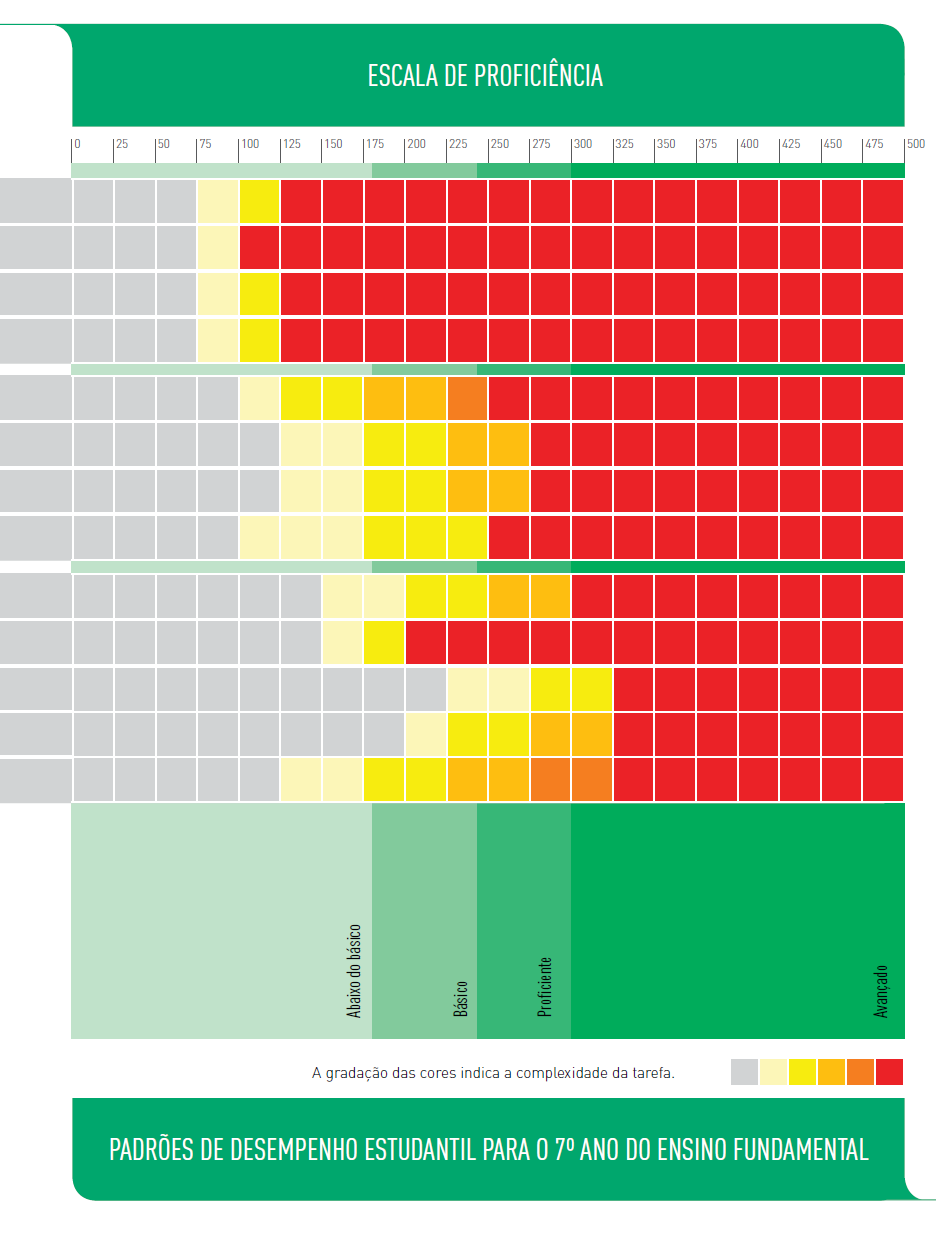 ESCALA DE PROFICIÊNCIA
0 25 50 75 100 125 150 175 200 225 250 275 300 325 350 375 400 425 450 475 500
Abaixo do básico
Básico
Proficiente
Avançado
A gradação das cores indica a complexidade da tarefa.
PADRÕES DE DESEMPENHO ESTUDANTIL PARA O 7º ANO DO ENSINO FUNDAMENTAL